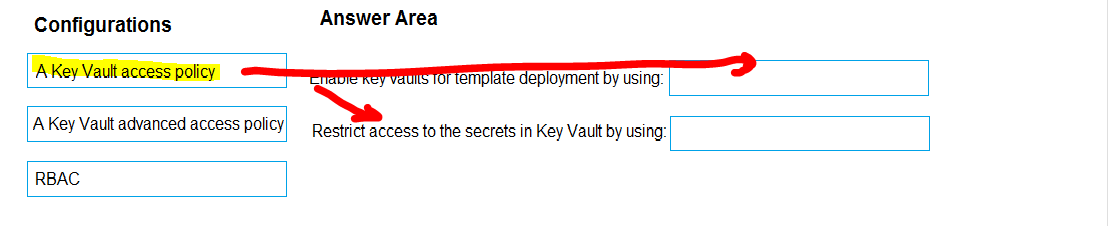 Configurations
Answer Area
A Key Vault access policy
Enable key vaults for template deployment by using:
A Key Vault advanced access policy
Restrict access to the secrets in Key Vault by using:
RBAC